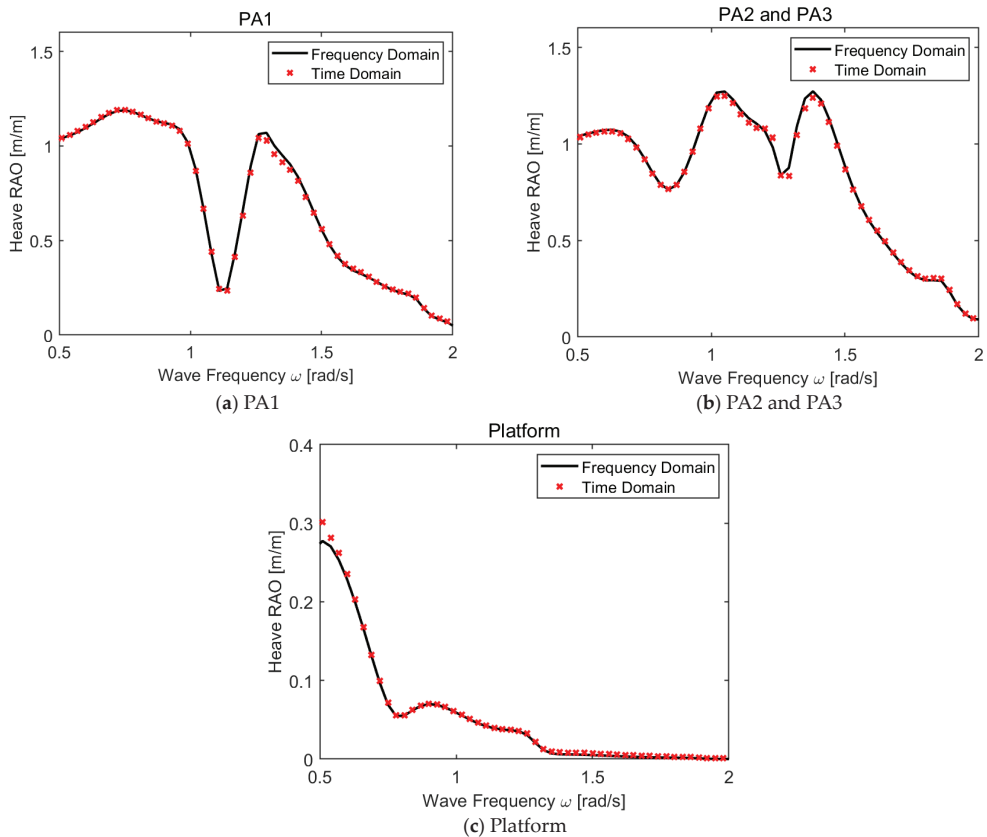 PA1
Frequency Domain
Time Domain
1.5
1
0.5
0
Heave RAO [m/m]
0.5
1
1.5
2
Wave Frequency ω [rad/s]
(a) PA1
PA2 and PA3
Frequency Domain
Time Domain
1.5
1
0.5
0
Heave RAO [m/m]
0.5
1
1.5
2
Wave Frequency ω [rad/s]
(b) PA2 and PA3
Platform
Frequency Domain
Time Domain
0.4
0.3
0.2
0.1
0
Heave RAO [m/m]
0.5
1
1.5
2
Wave Frequency ω [rad/s]
(c) Platform